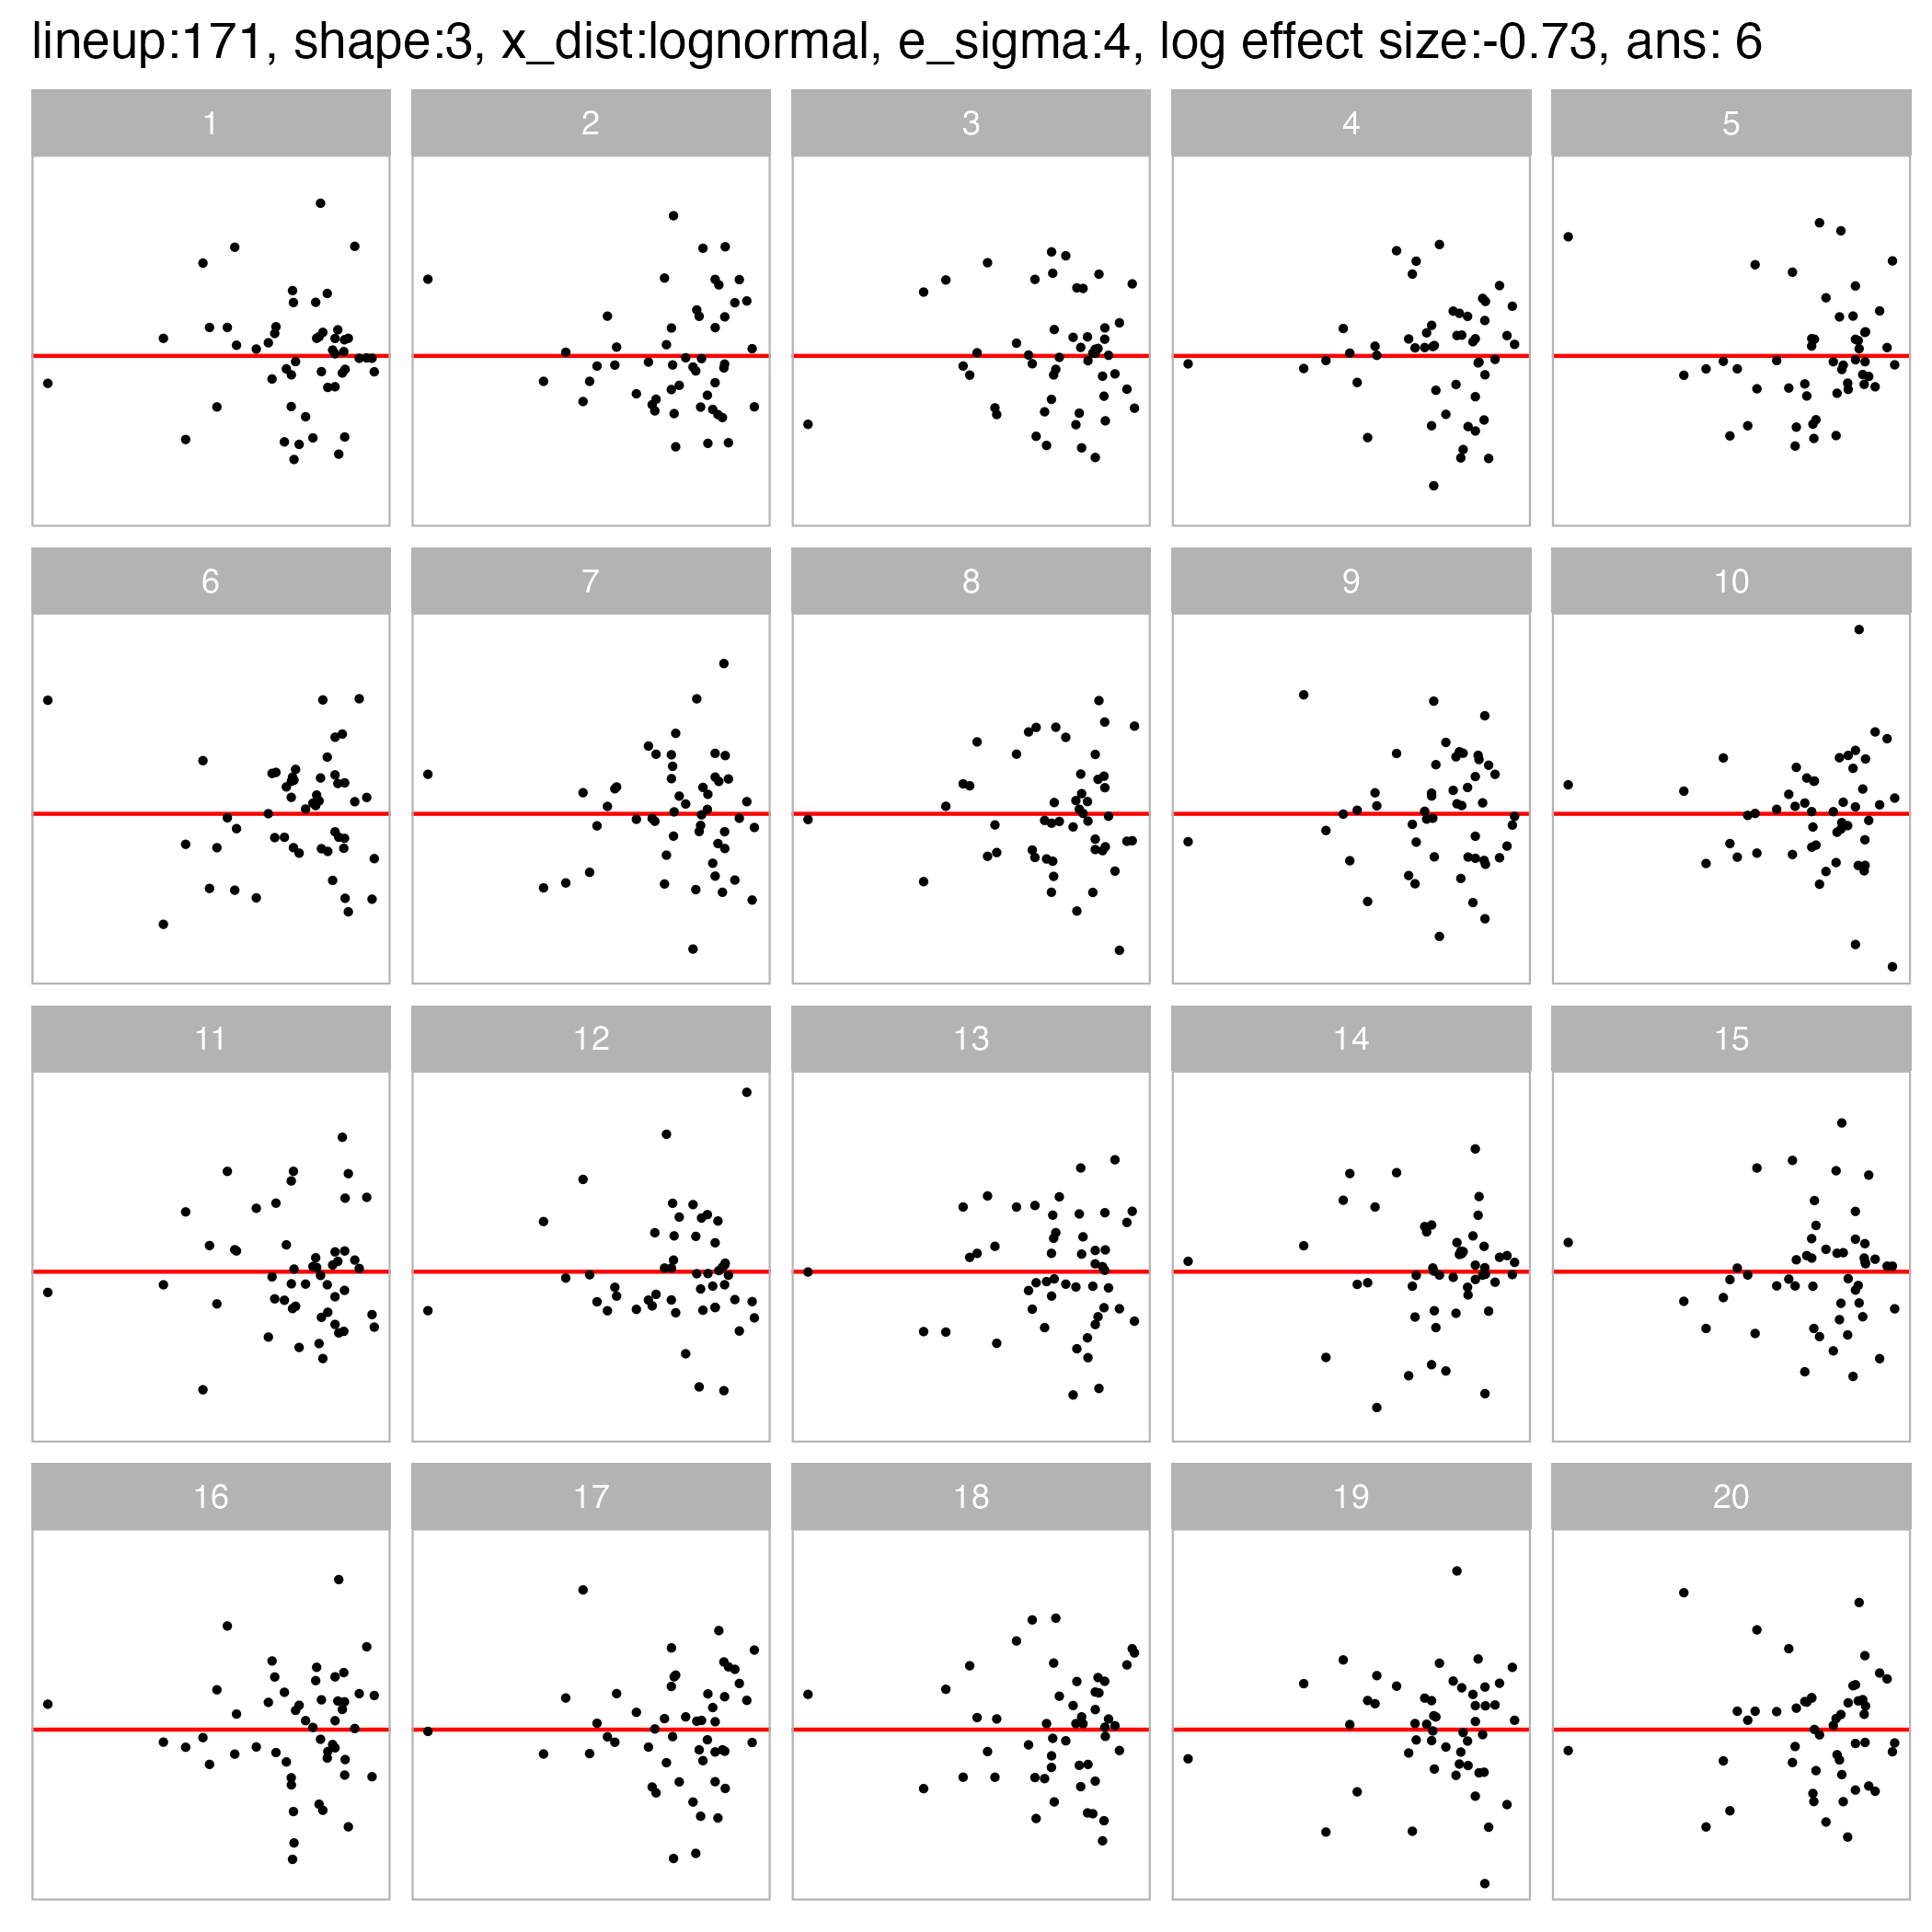 lineup:171, shape:3, x_dist:lognormal, e_sigma:4, log effect size:-0.73, ans: 6
1 2 3 4 5
6 7 8 9 10
11 12 13 14 15
16 17 18 19 20